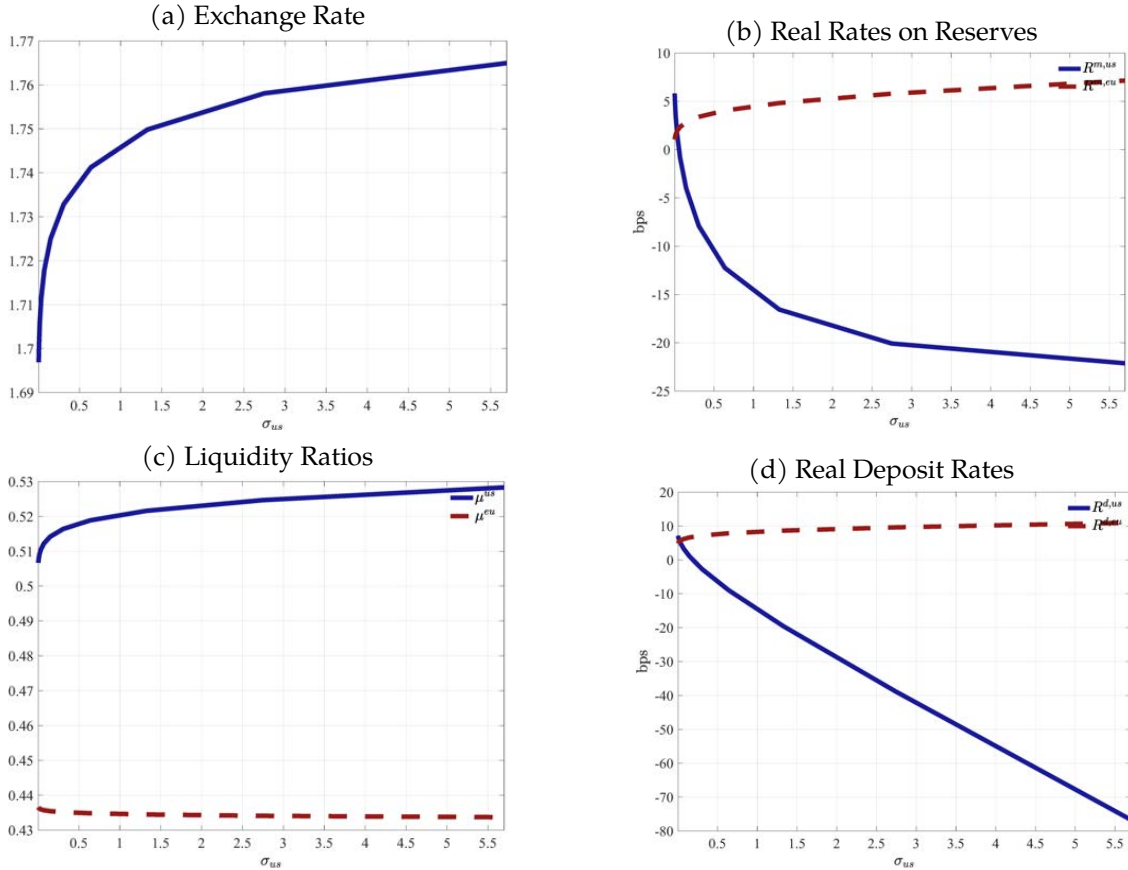 (a) Exchange Rate
1.77
1.76
1.75
1.74
1.73
1.72
1.71
1.7
1.69
0.5 1 1.5 2 2.5 3 3.5 4 4.5 5 5.5
σ_us
(b) Real Rates on Reserves
10
5
0
-5
-10
-15
-20
-25
bps
R^{m,us}
R^{m,eu}
0.5 1 1.5 2 2.5 3 3.5 4 4.5 5 5.5
σ_us
(c) Liquidity Ratios
0.53
0.52
0.51
0.5
0.49
0.48
0.47
0.46
0.45
0.44
0.43
μ^{us}
μ^{eu}
0.5 1 1.5 2 2.5 3 3.5 4 4.5 5 5.5
σ_us
(d) Real Deposit Rates
20
10
0
-10
-20
-30
-40
-50
-60
-70
-80
bps
R^{d,us}
R^{d,eu}
0.5 1 1.5 2 2.5 3 3.5 4 4.5 5 5.5
σ_us